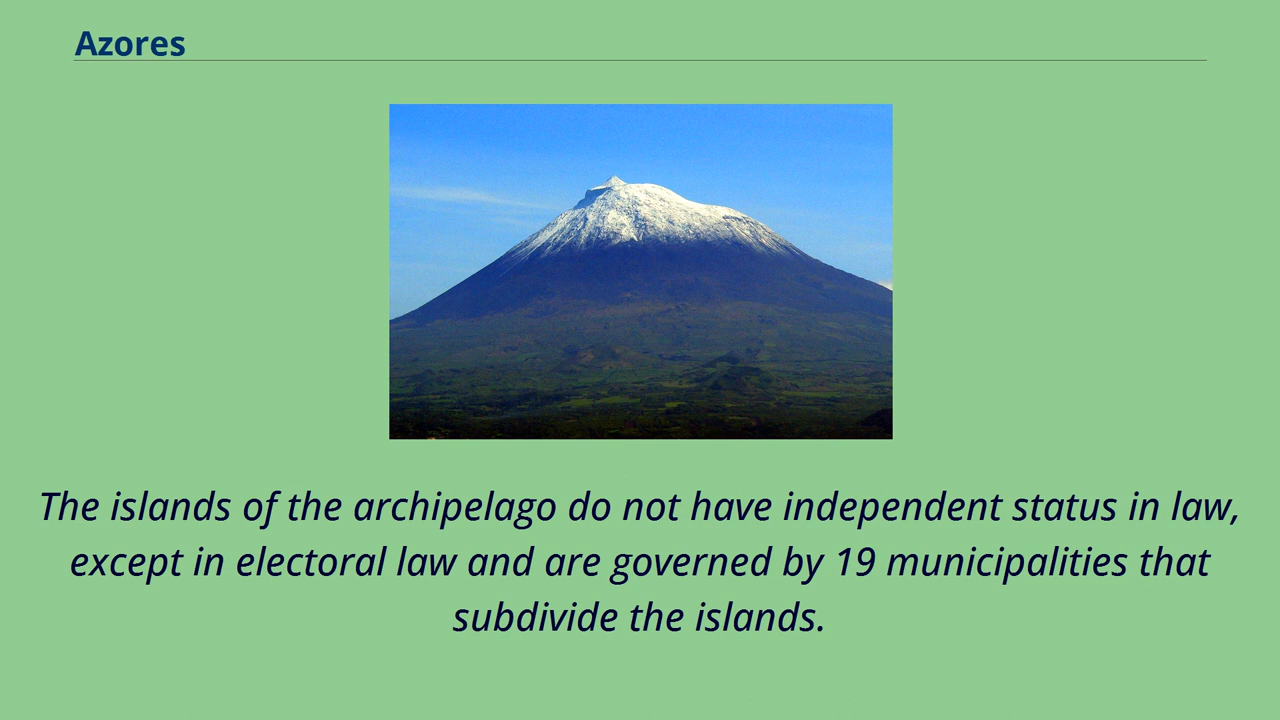 Azores
The islands of the archipelago do not have independent status in law,
except in electoral law and are governed by 19 municipalities that
subdivide the islands.